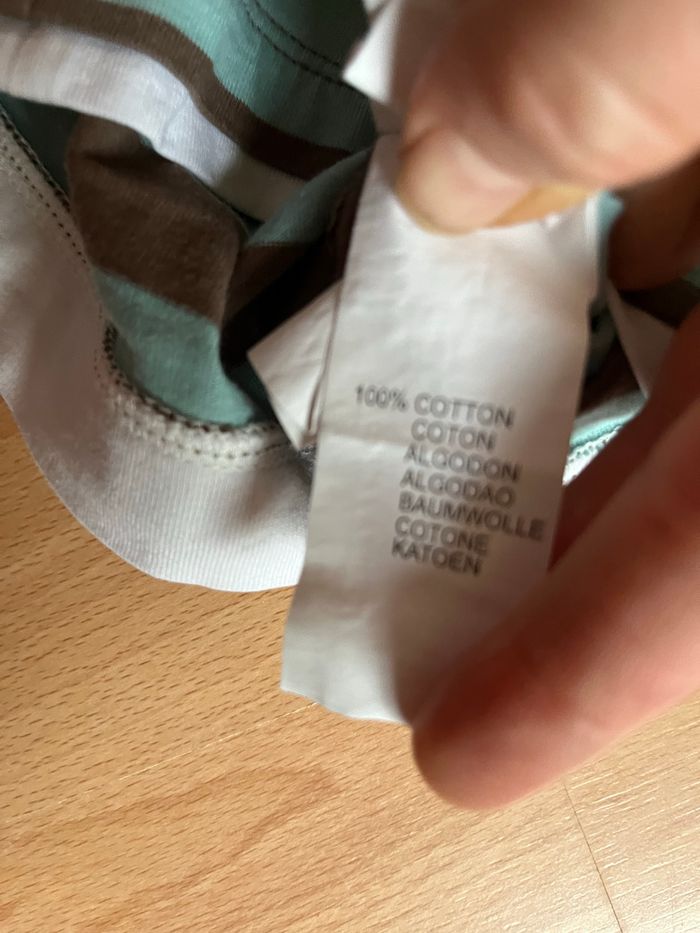 100% COTTON
COTON
ALGODON
ALGODAO
BAUMWOLLE
COTONE
KATOEN